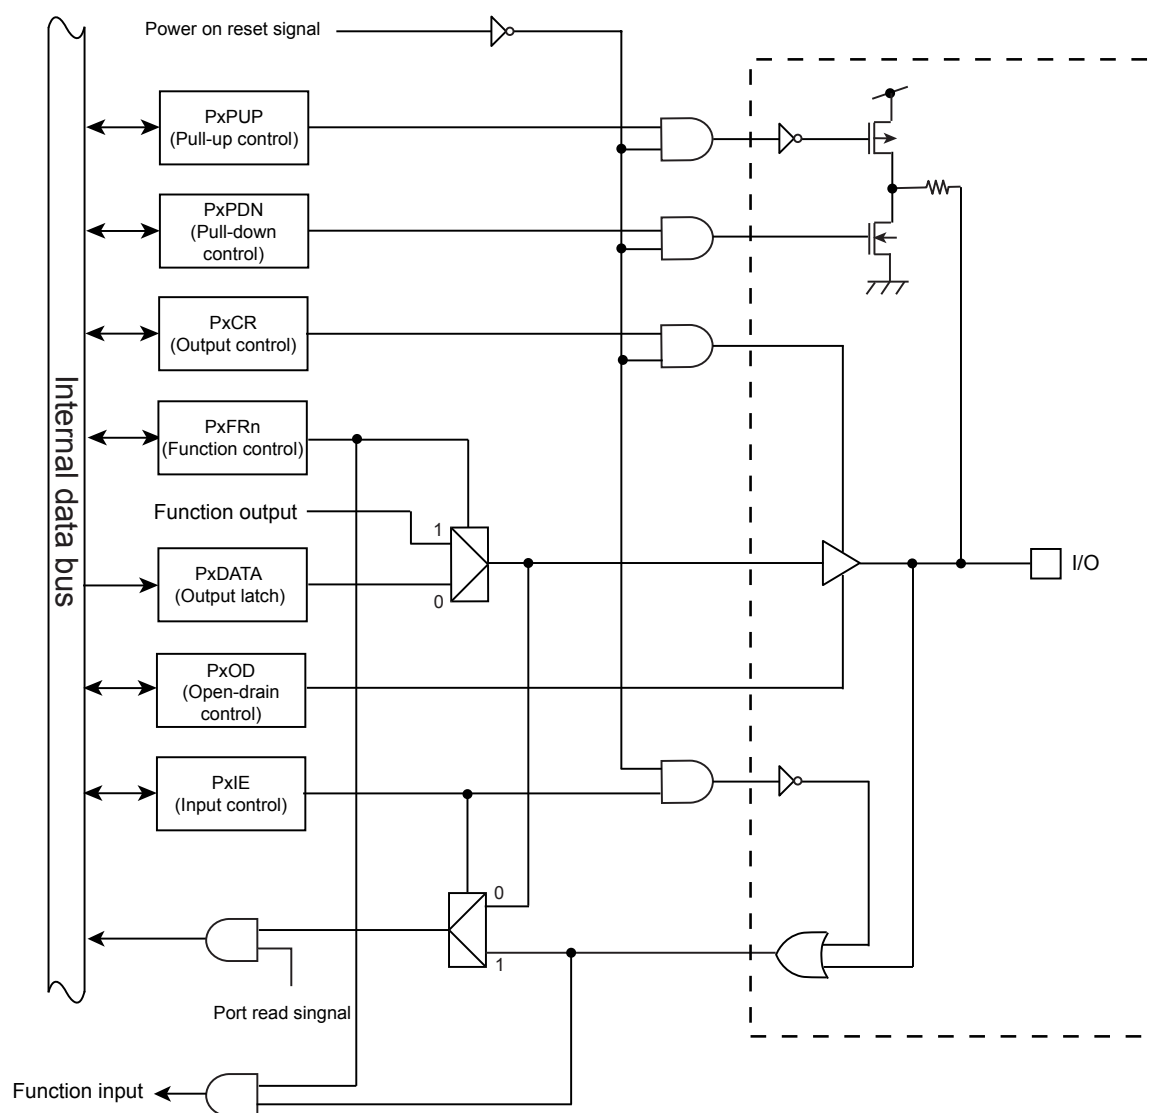 Power on reset signal
PxPUP
(Pull-up control)
PxPDN
(Pull-down
control)
PxCR
(Output control)
Internal data bus
PxFRn
(Function control)
Function output
1
0
PxDATA
(Output latch)
I/O
PxOD
(Open-drain
control)
PxIE
(Input control)
0
1
Port read singnal
Function input